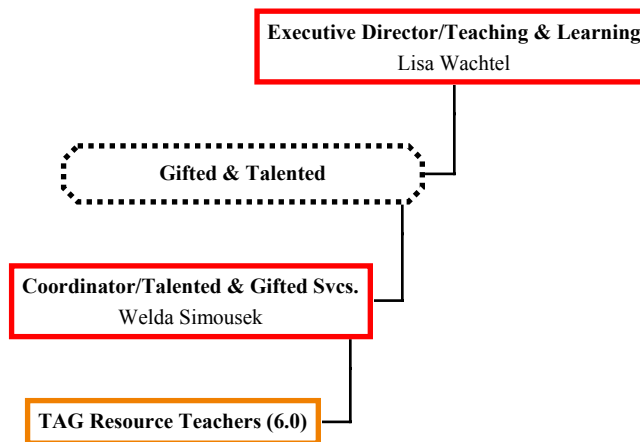 Executive Director/Teaching & Learning
Lisa Wachtel
Gifted & Talented
Coordinator/Talented & Gifted Svcs.
Welda Simousek
TAG Resource Teachers (6.0)